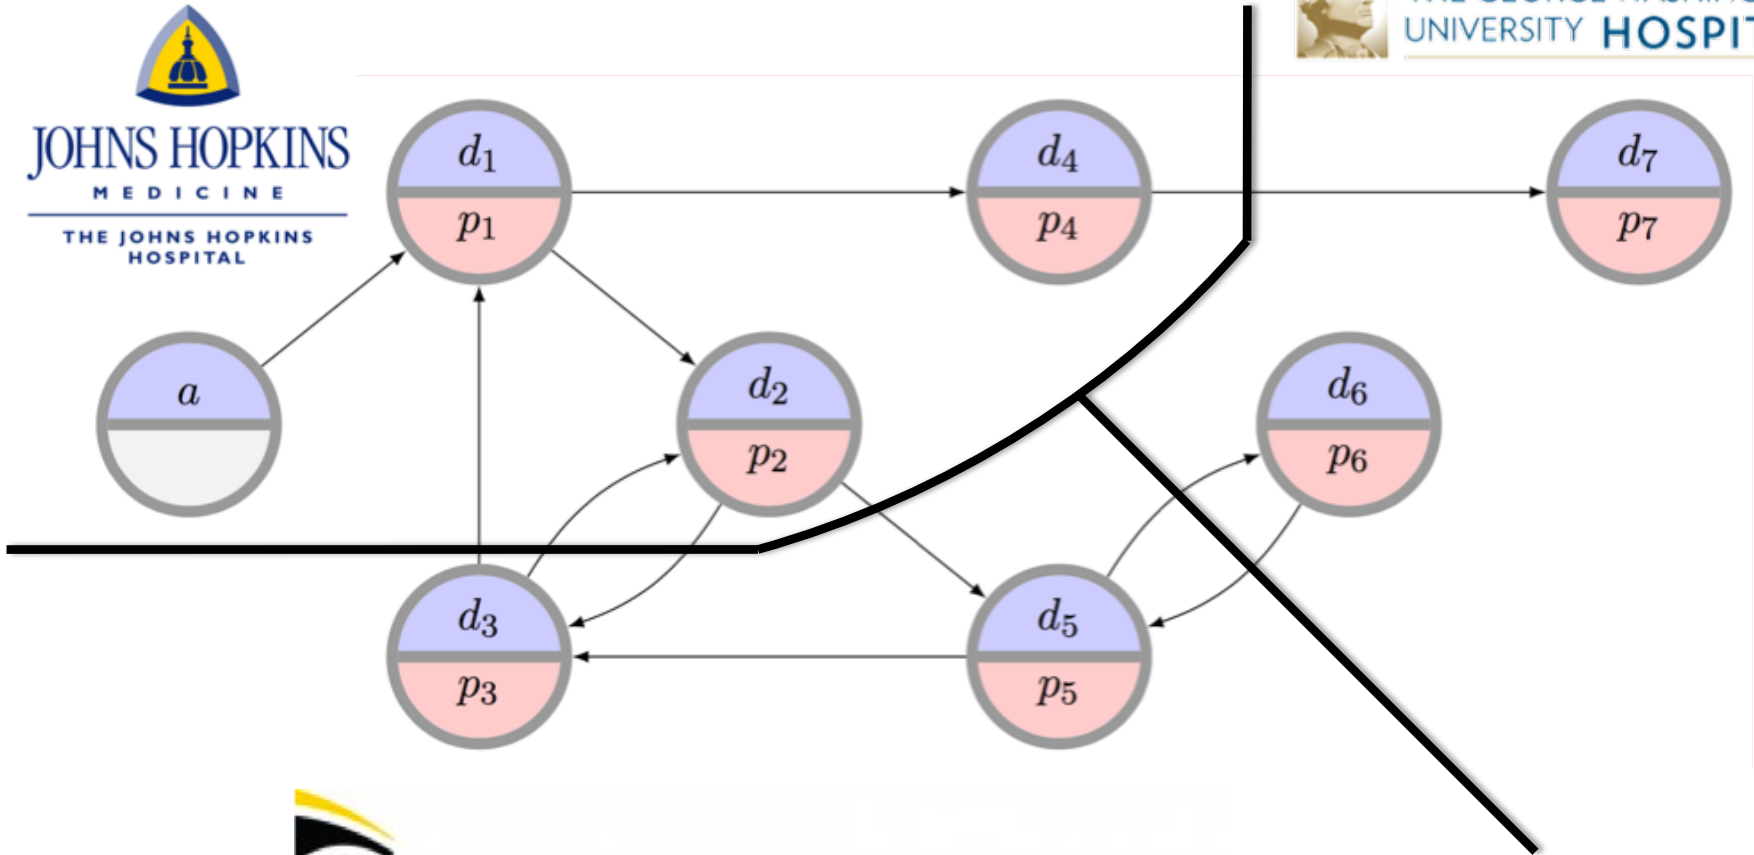 JOHNS HOPKINS
MEDICINE
THE JOHNS HOPKINS
HOSPITAL
UNIVERSITY HOSPIT
d1
p1
d4
p4
d7
p7
a
d2
p2
d6
p6
d3
p3
d5
p5